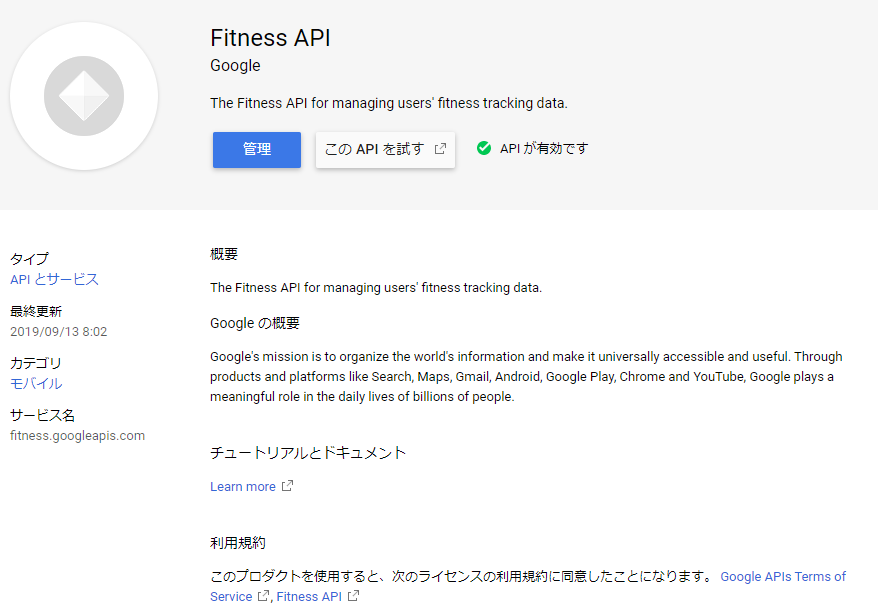 Fitness API
Google
The Fitness API for managing users' fitness tracking data.
管理
この API を試す
API が有効です
タイプ
API とサービス
最終更新
2019/09/13 8:02
カテゴリ
モバイル
サービス名
fitness.googleapis.com
概要
The Fitness API for managing users' fitness tracking data.
Google の概要
Google's mission is to organize the world's information and make it universally accessible and useful. Through
products and platforms like Search, Maps, Gmail, Android, Google Play, Chrome and YouTube, Google plays a
meaningful role in the daily lives of billions of people.
チュートリアルとドキュメント
Learn more
利用規約
このプロダクトを使用すると、次のライセンスの利用規約に同意したことになります。 Google APIs Terms of
Service , Fitness API